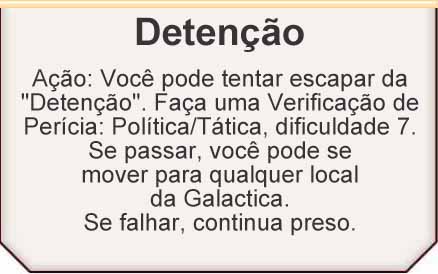 Detenção
Ação: Você pode tentar escapar da
"Detenção". Faça uma Verificação de
Perícia: Política/Tática, dificuldade 7.
Se passar, você pode se
mover para qualquer local
da Galactica.
Se falhar, continua preso.